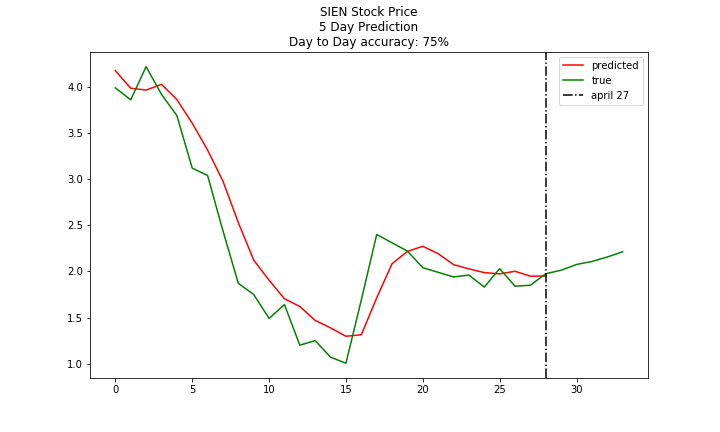 SIEN Stock Price
5 Day Prediction
Day to Day accuracy: 75%
predicted
true
april 27
4.0
3.5
3.0
2.5
2.0
1.5
1.0
0 5 10 15 20 25 30